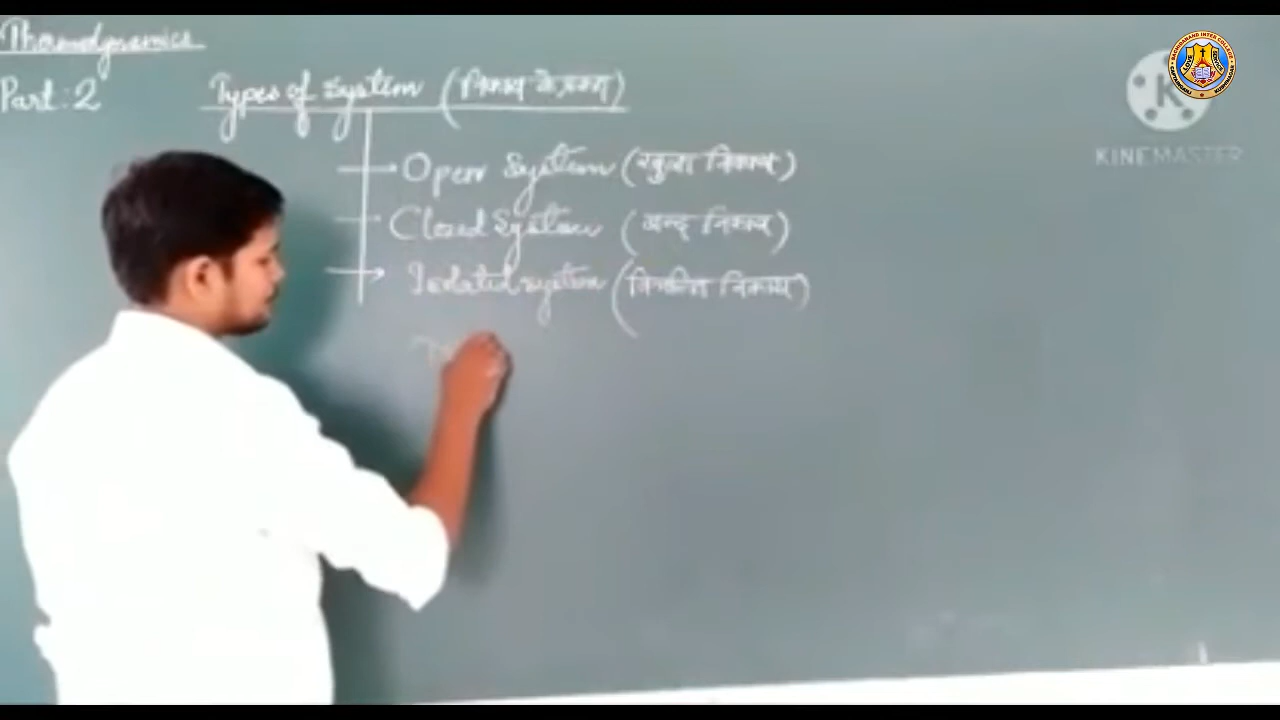 Thermodynamics
Part: 2
Types of System (निकाय के प्रकार)
Open System (खुला निकाय)
Closed System (बन्द निकाय)
Isolated system (विलगित निकाय)
KINEMASTER